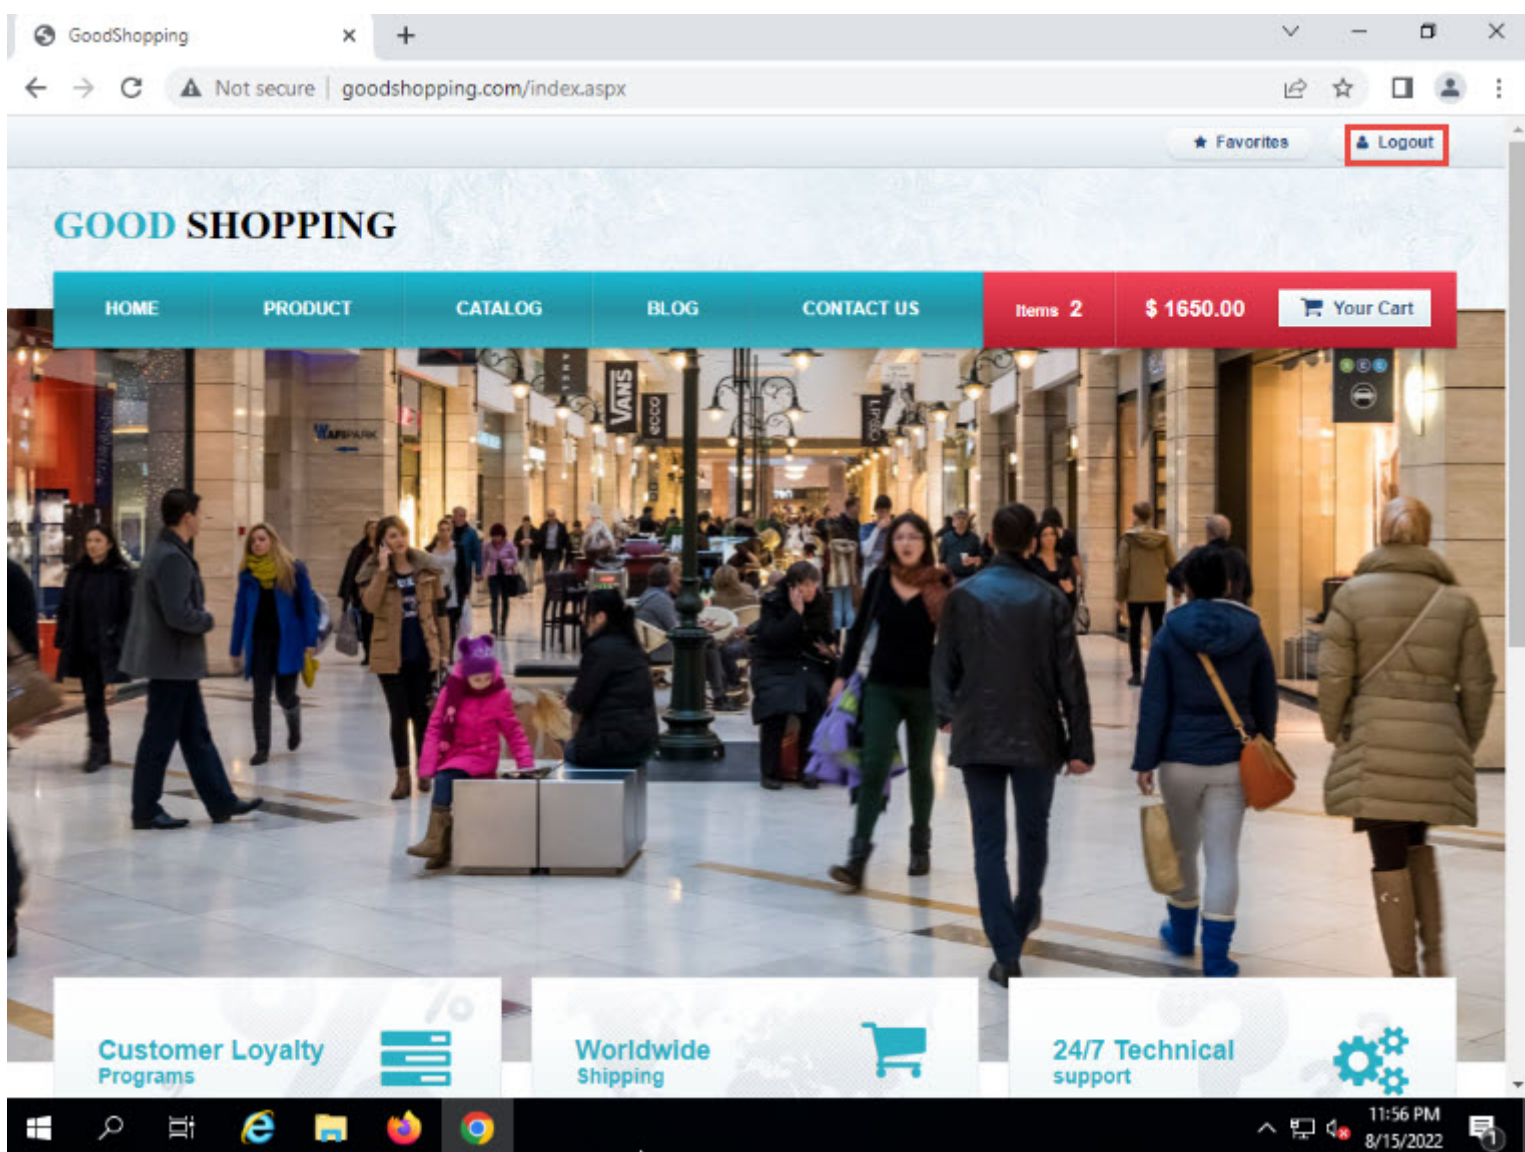 GoodShopping
Not secure | goodshopping.com/index.aspx
Favorites
Logout
GOOD SHOPPING
HOME PRODUCT CATALOG BLOG CONTACT US Items 2 $ 1650.00 Your Cart
VANS
ecco
WAFIPARK
Customer Loyalty
Programs
Worldwide
Shipping
24/7 Technical
support
11:56 PM
8/15/2022
1